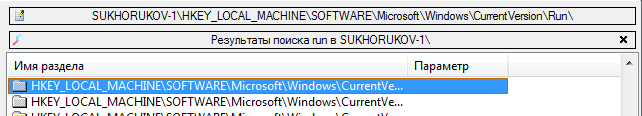 SUKHORUKOV-1\HKEY_LOCAL_MACHINE\SOFTWARE\Microsoft\Windows\CurrentVersion\Run\
Результаты поиска run в SUKHORUKOV-1\
Имя раздела Параметр
HKEY_LOCAL_MACHINE\SOFTWARE\Microsoft\Windows\CurrentVe...
HKEY_LOCAL_MACHINE\SOFTWARE\Microsoft\Windows\CurrentVe...